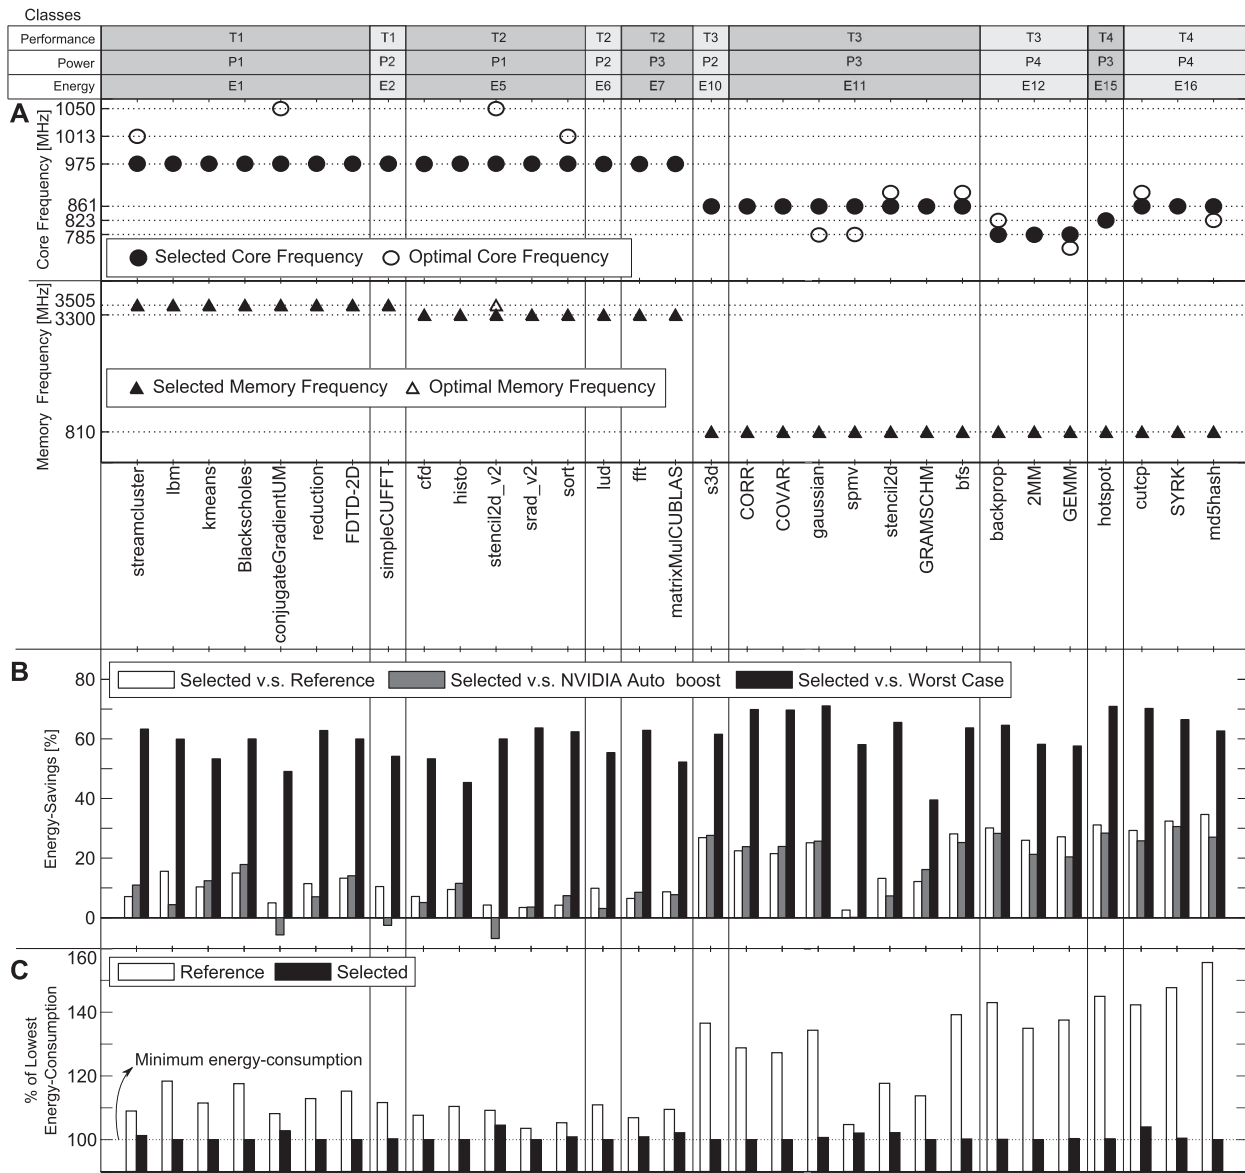 Classes
Performance T1 T1 T2 T2 T2 T3 T3 T3 T4 T4
Power P1 P2 P1 P2 P3 P2 P3 P4 P3 P4
Energy E1 E2 E5 E6 E7 E10 E11 E12 E15 E16
A
Core Frequency [MHz]
1050
1013
975
861
823
785
Selected Core Frequency Optimal Core Frequency
Memory Frequency [MHz]
3505
3300
810
Selected Memory Frequency Optimal Memory Frequency
streamcluster
lbm
kmeans
Blackscholes
conjugateGradientUM
reduction
FDTD-2D
simpleCUFFT
cfd
histo
stencil2d_v2
srad_v2
sort
lud
fft
matrixMulCUBLAS
s3d
CORR
COVAR
gaussian
spmv
stencil2d
GRAMSCHM
bfs
backprop
2MM
GEMM
hotspot
cutcp
SYRK
md5hash
B
Energy-Savings [%]
80
60
40
20
0
Selected v.s. Reference Selected v.s. NVIDIA Auto boost Selected v.s. Worst Case
C
% of Lowest
Energy-Consumption
160
140
120
100
Reference Selected
Minimum energy-consumption